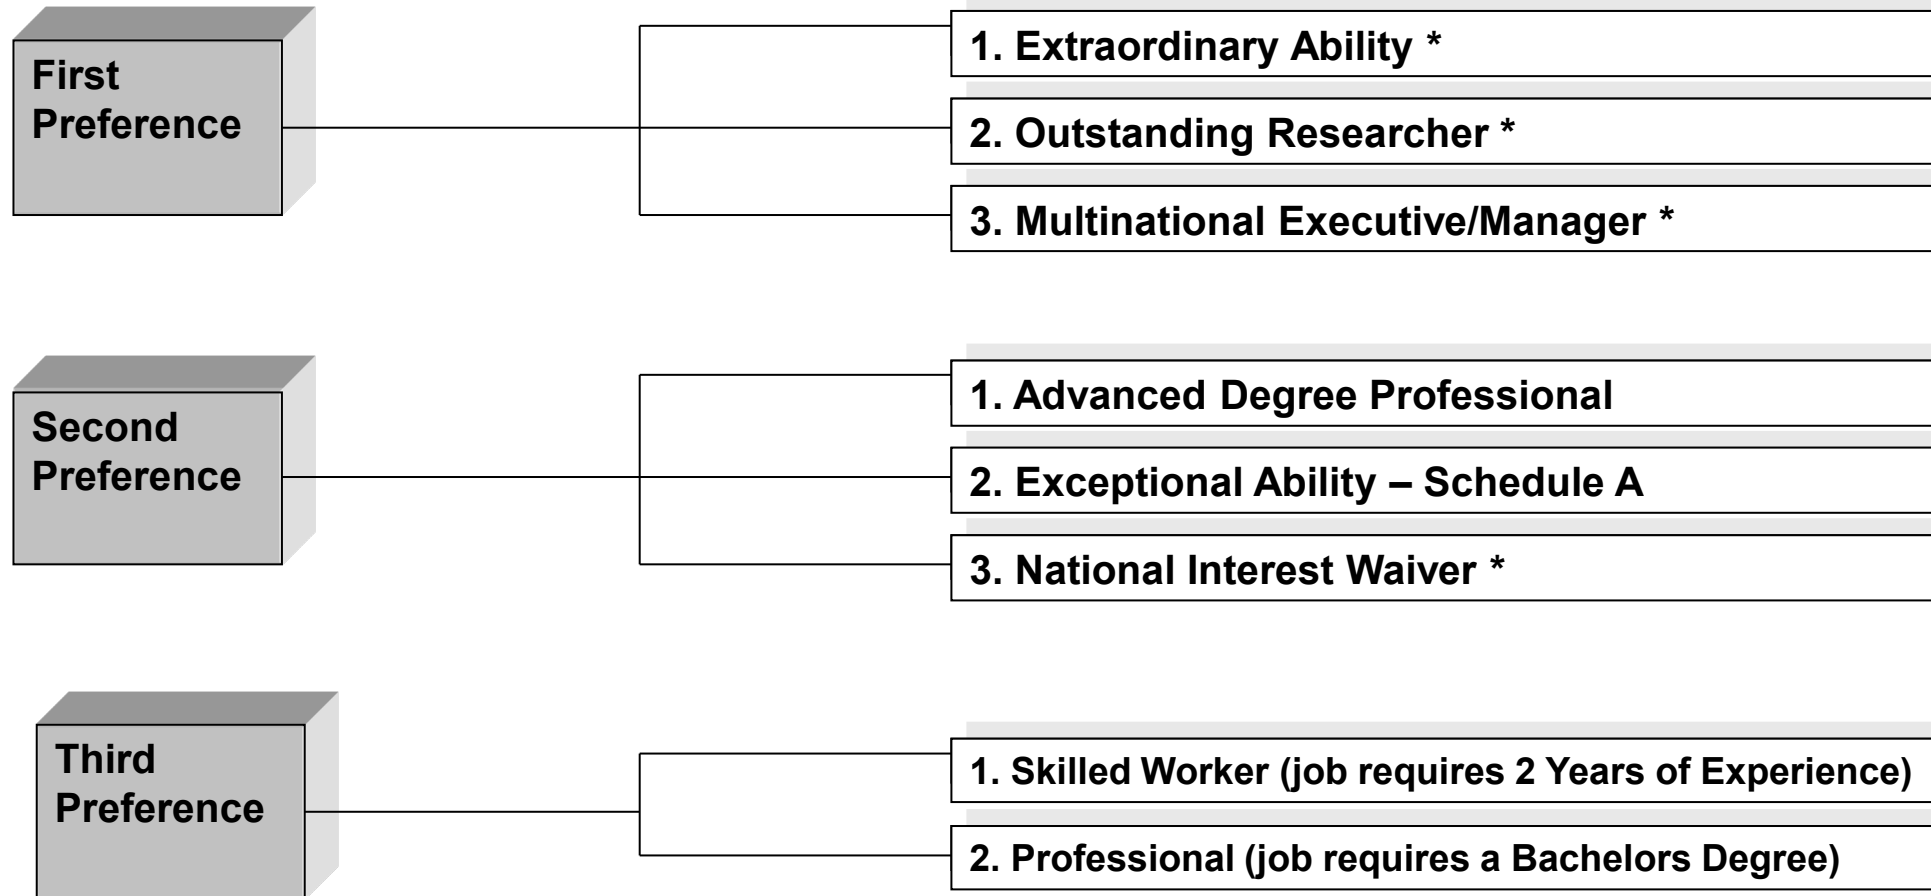 First
Preference
1. Extraordinary Ability *
2. Outstanding Researcher *
3. Multinational Executive/Manager *
Second
Preference
1. Advanced Degree Professional
2. Exceptional Ability – Schedule A
3. National Interest Waiver *
Third
Preference
1. Skilled Worker (job requires 2 Years of Experience)
2. Professional (job requires a Bachelors Degree)